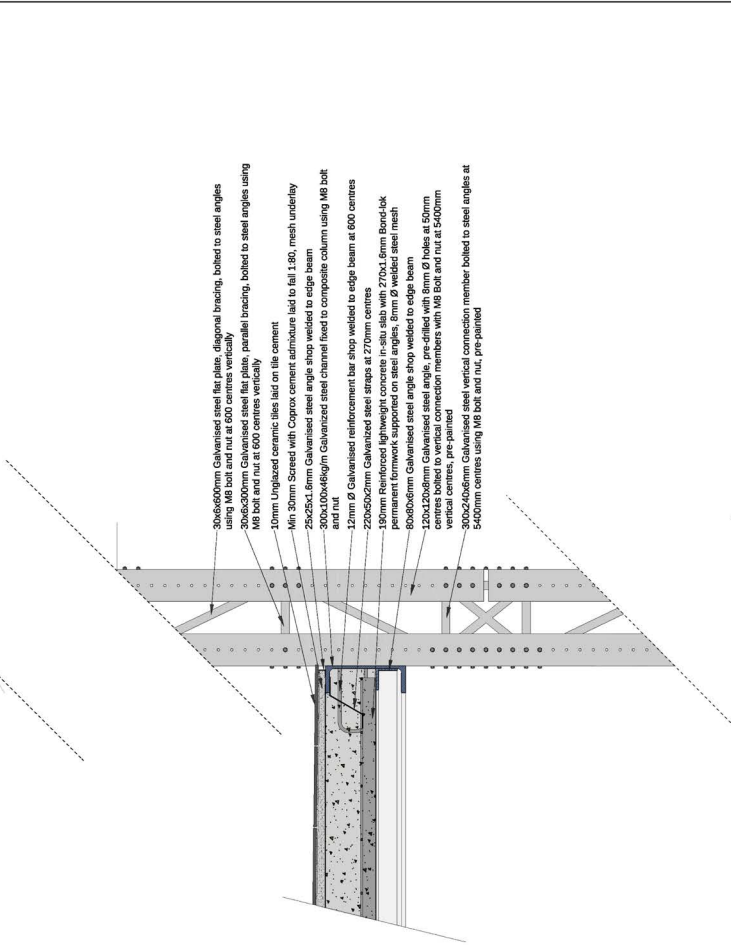 30x6x600mm Galvanised steel flat plate, diagonal bracing, bolted to steel angles
using M8 bolt and nut at 600 centres vertically
30x6x300mm Galvanised steel flat plate, parallel bracing, bolted to steel angles using
M8 bolt and nut at 600 centres vertically
10mm Unglazed ceramic tiles laid on tile cement
Min 30mm Screed with Coprox cement admixture laid to fall 1:80, mesh underlay
25x25x1.6mm Galvanised steel angle shop welded to edge beam
300x100x46kg/m Galvanized steel channel fixed to composite column using M8 bolt
and nut
12mm Ø Galvanised reinforcement bar shop welded to edge beam at 600 centres
220x50x2mm Galvanized steel straps at 270mm centres
190mm Reinforced lightweight concrete in-situ slab with 270x1.6mm Bond-lok
permanent formwork supported on steel angles, 8mm Ø welded steel mesh
80x80x6mm Galvanised steel angle shop welded to edge beam
120x120x8mm Galvanised steel angle, pre-drilled with 8mm Ø holes at 50mm
centres bolted to vertical connection members with M8 Bolt and nut at 5400mm
vertical centres, pre-painted
300x240x6mm Galvanised steel vertical connection member bolted to steel angles at
5400mm centres using M8 bolt and nut, pre-painted